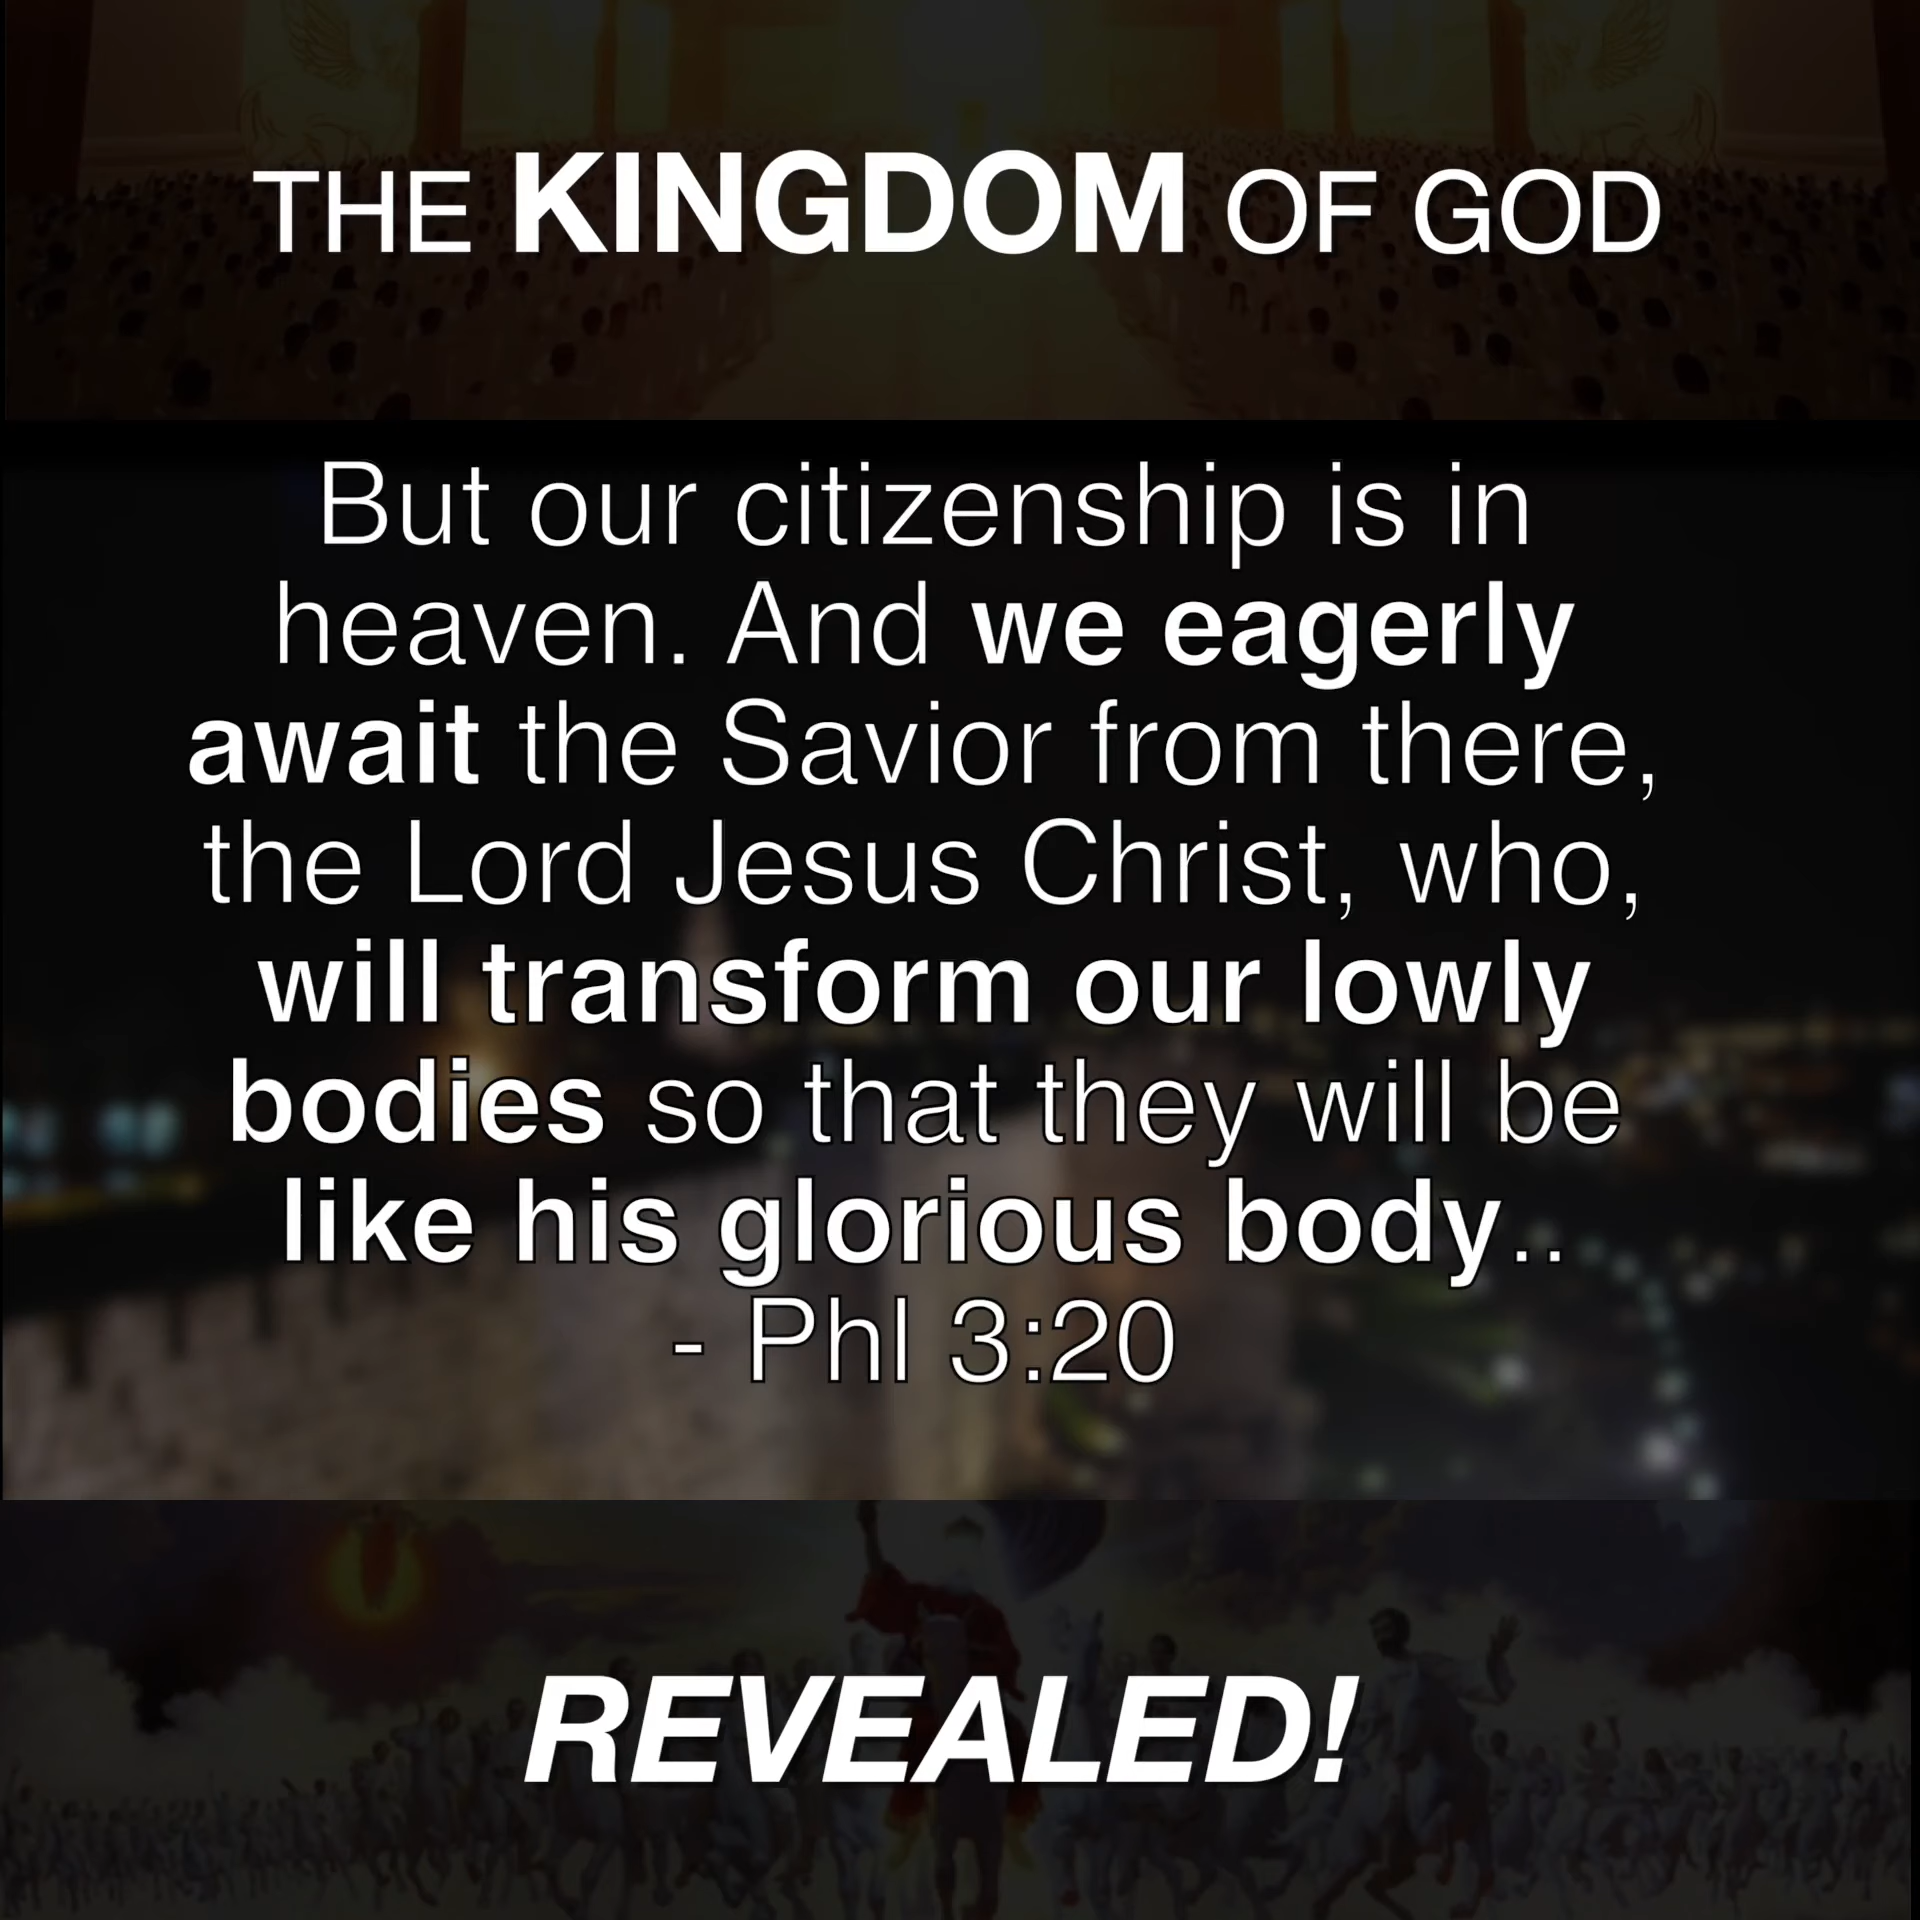 THE KINGDOM OF GOD
But our citizenship is in
heaven. And we eagerly
await the Savior from there,
the Lord Jesus Christ, who,
will transform our lowly
bodies so that they will be
like his glorious body..
- Phl 3:20
REVEALED!